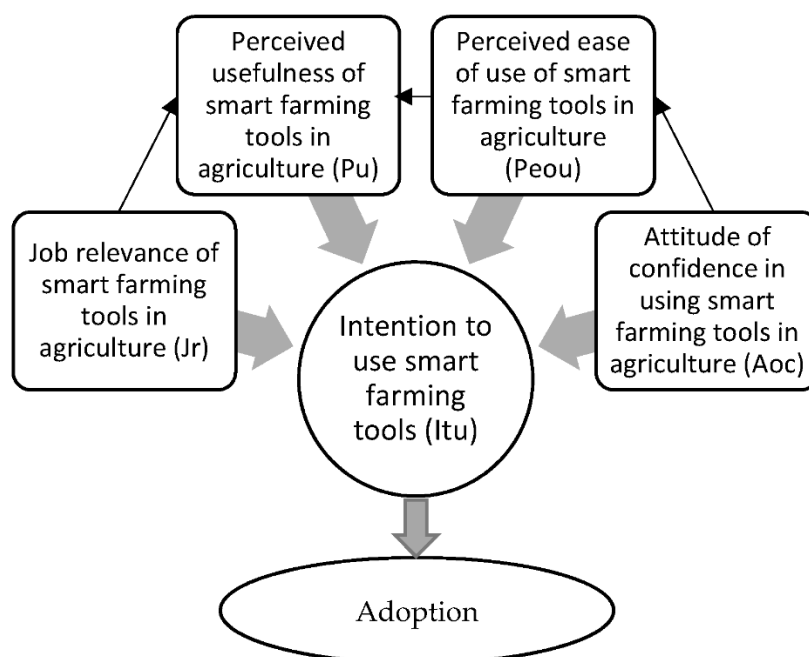 Perceived
usefulness of
smart farming
tools in
agriculture (Pu)
Perceived ease
of use of smart
farming tools in
agriculture
(Peou)
Job relevance of
smart farming
tools in
agriculture (Jr)
Attitude of
confidence in
using smart
farming tools in
agriculture (Aoc)
Intention to
use smart
farming
tools (Itu)
Adoption